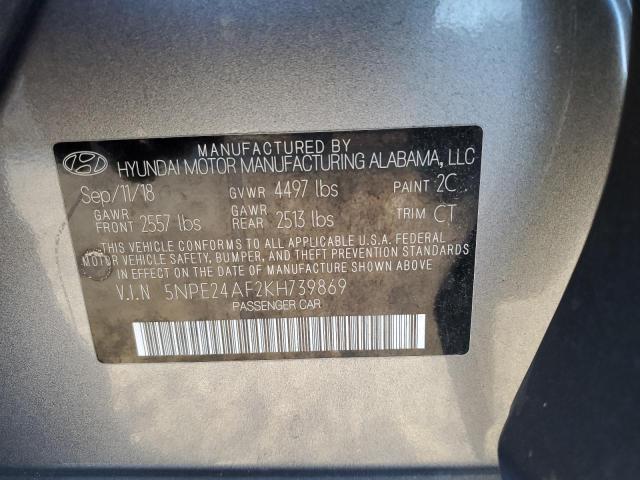 MANUFACTURED BY
HYUNDAI MOTOR MANUFACTURING ALABAMA, LLC
Sep/11/18 GVWR 4497 lbs PAINT 2C
GAWR FRONT 2557 lbs GAWR REAR 2513 lbs TRIM CT
THIS VEHICLE CONFORMS TO ALL APPLICABLE U.S.A. FEDERAL
MOTOR VEHICLE SAFETY, BUMPER, AND THEFT PREVENTION STANDARDS
IN EFFECT ON THE DATE OF MANUFACTURE SHOWN ABOVE.
V.I.N 5NPE24AF2KH739869
PASSENGER CAR